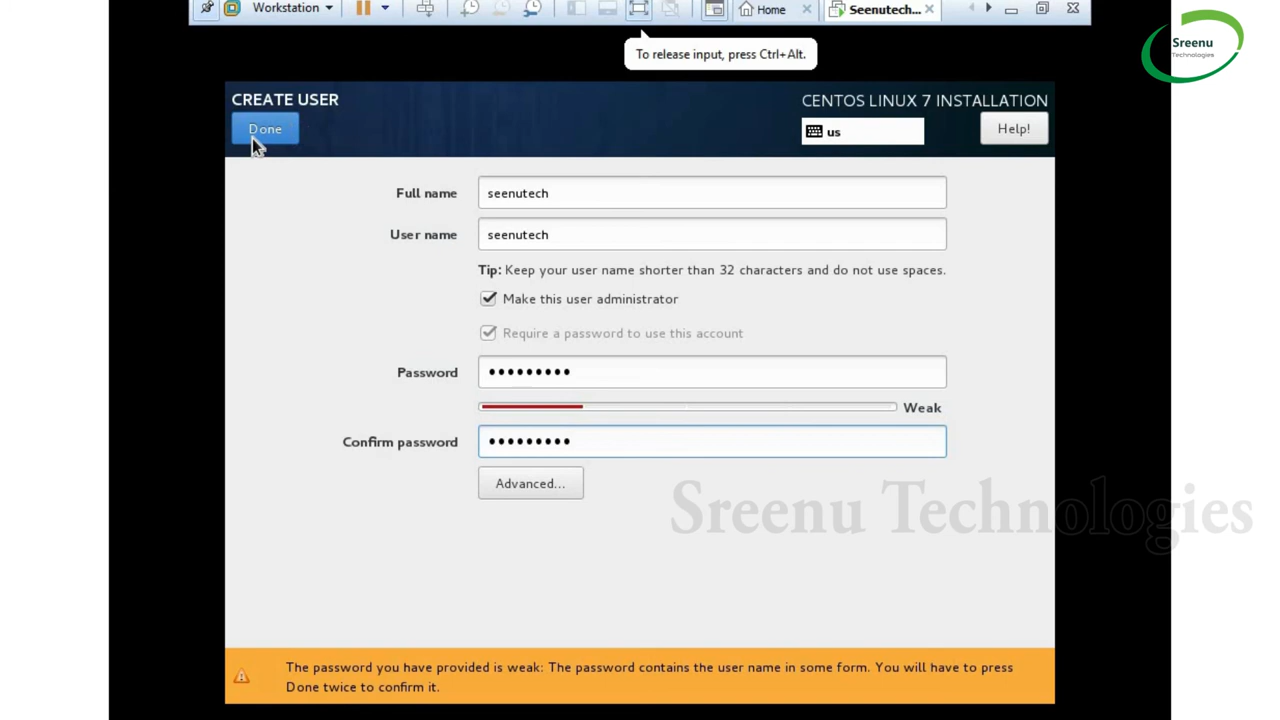 Workstation
Home
Seenutech...
Sreenu
Technologies
To release input, press Ctrl+Alt.
CREATE USER
CENTOS LINUX 7 INSTALLATION
Done
us
Help!
Full name
seenutech
User name
seenutech
Tip: Keep your user name shorter than 32 characters and do not use spaces.
Make this user administrator
Require a password to use this account
Password
•••••••••
Weak
Confirm password
•••••••••
Advanced...
Sreenu Technologies
The password you have provided is weak: The password contains the user name in some form. You will have to press
Done twice to confirm it.